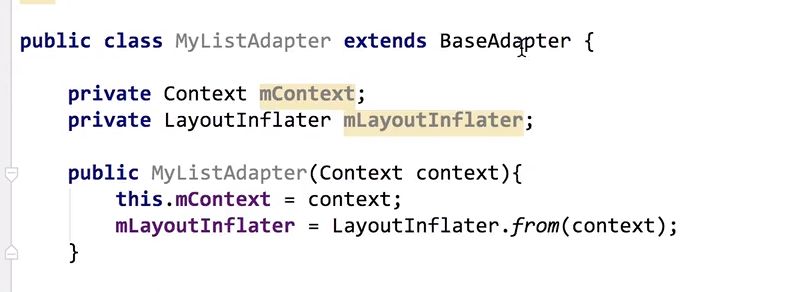 public class MyListAdapter extends BaseAdapter {
private Context mContext;
private LayoutInflater mLayoutInflater;
public MyListAdapter(Context context){
this.mContext = context;
mLayoutInflater = LayoutInflater.from(context);
}